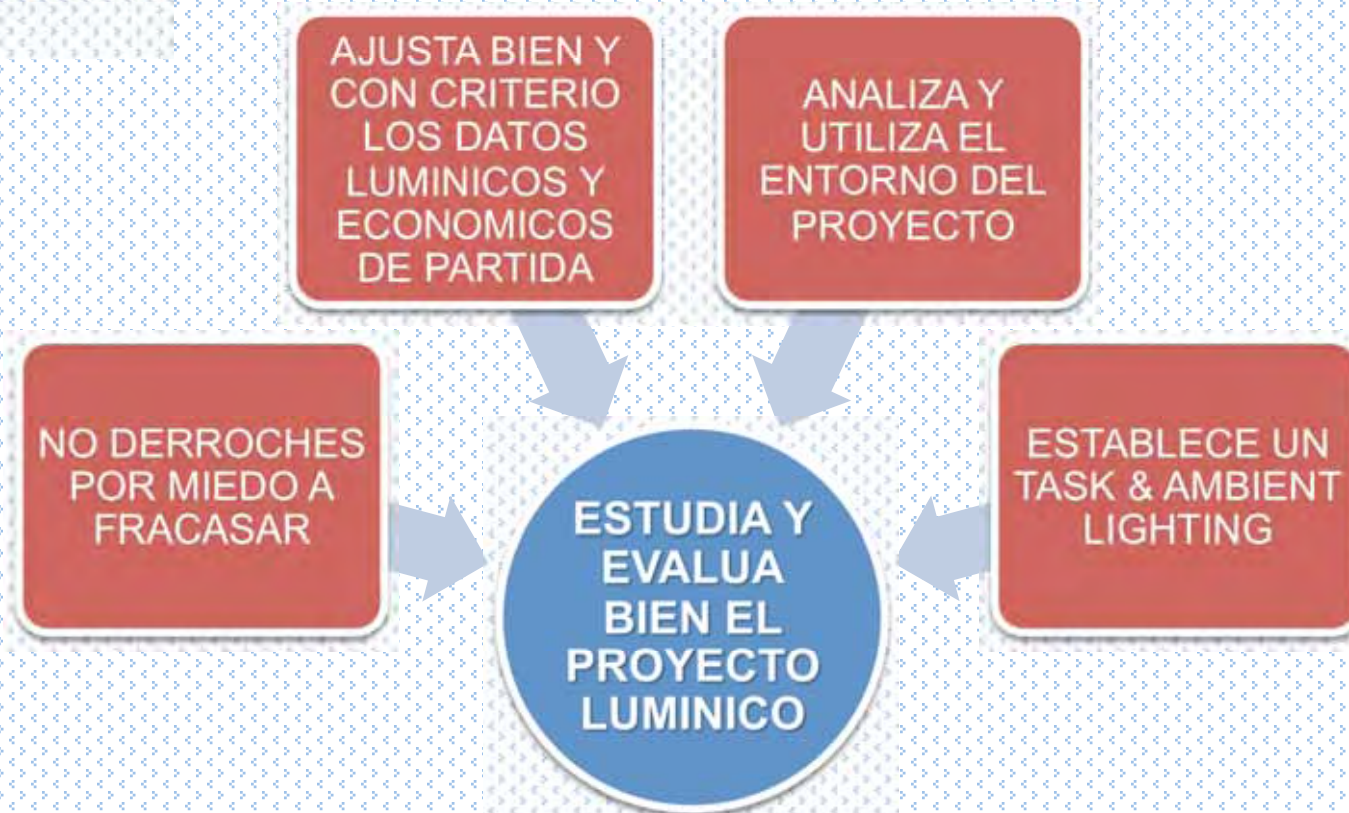 AJUSTA BIEN Y
CON CRITERIO
LOS DATOS
LUMINICOS Y
ECONOMICOS
DE PARTIDA
ANALIZA Y
UTILIZA EL
ENTORNO DEL
PROYECTO
NO DERROCHES
POR MIEDO A
FRACASAR
ESTABLECE UN
TASK & AMBIENT
LIGHTING
ESTUDIA Y
EVALUA
BIEN EL
PROYECTO
LUMINICO